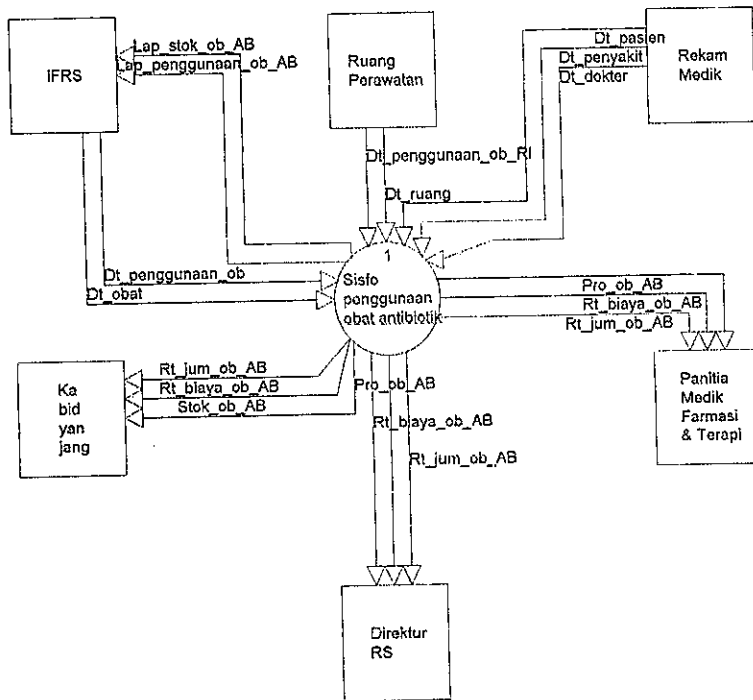 IFRS
Lap_stok_ob_AB
Lap_penggunaan_ob_AB
Ruang
Perawatan
Dt_pasien
Dt_penyakit
Dt_dokter
Rekam
Medik
Dt_penggunaan_ob_RI
Dt_ruang
1
Sisfo
penggunaan
obat antibiotik
Dt_penggunaan_ob
Dt_obat
Pro_ob_AB
Rt_biaya_ob_AB
Rt_jum_ob_AB
Ka
bid
yan
jang
Rt_jum_ob_AB
Rt_biaya_ob_AB
Stok_ob_AB
Pro_ob_AB
Rt_biaya_ob_AB
Rt_jum_ob_AB
Panitia
Medik
Farmasi
& Terapi
Direktur
RS